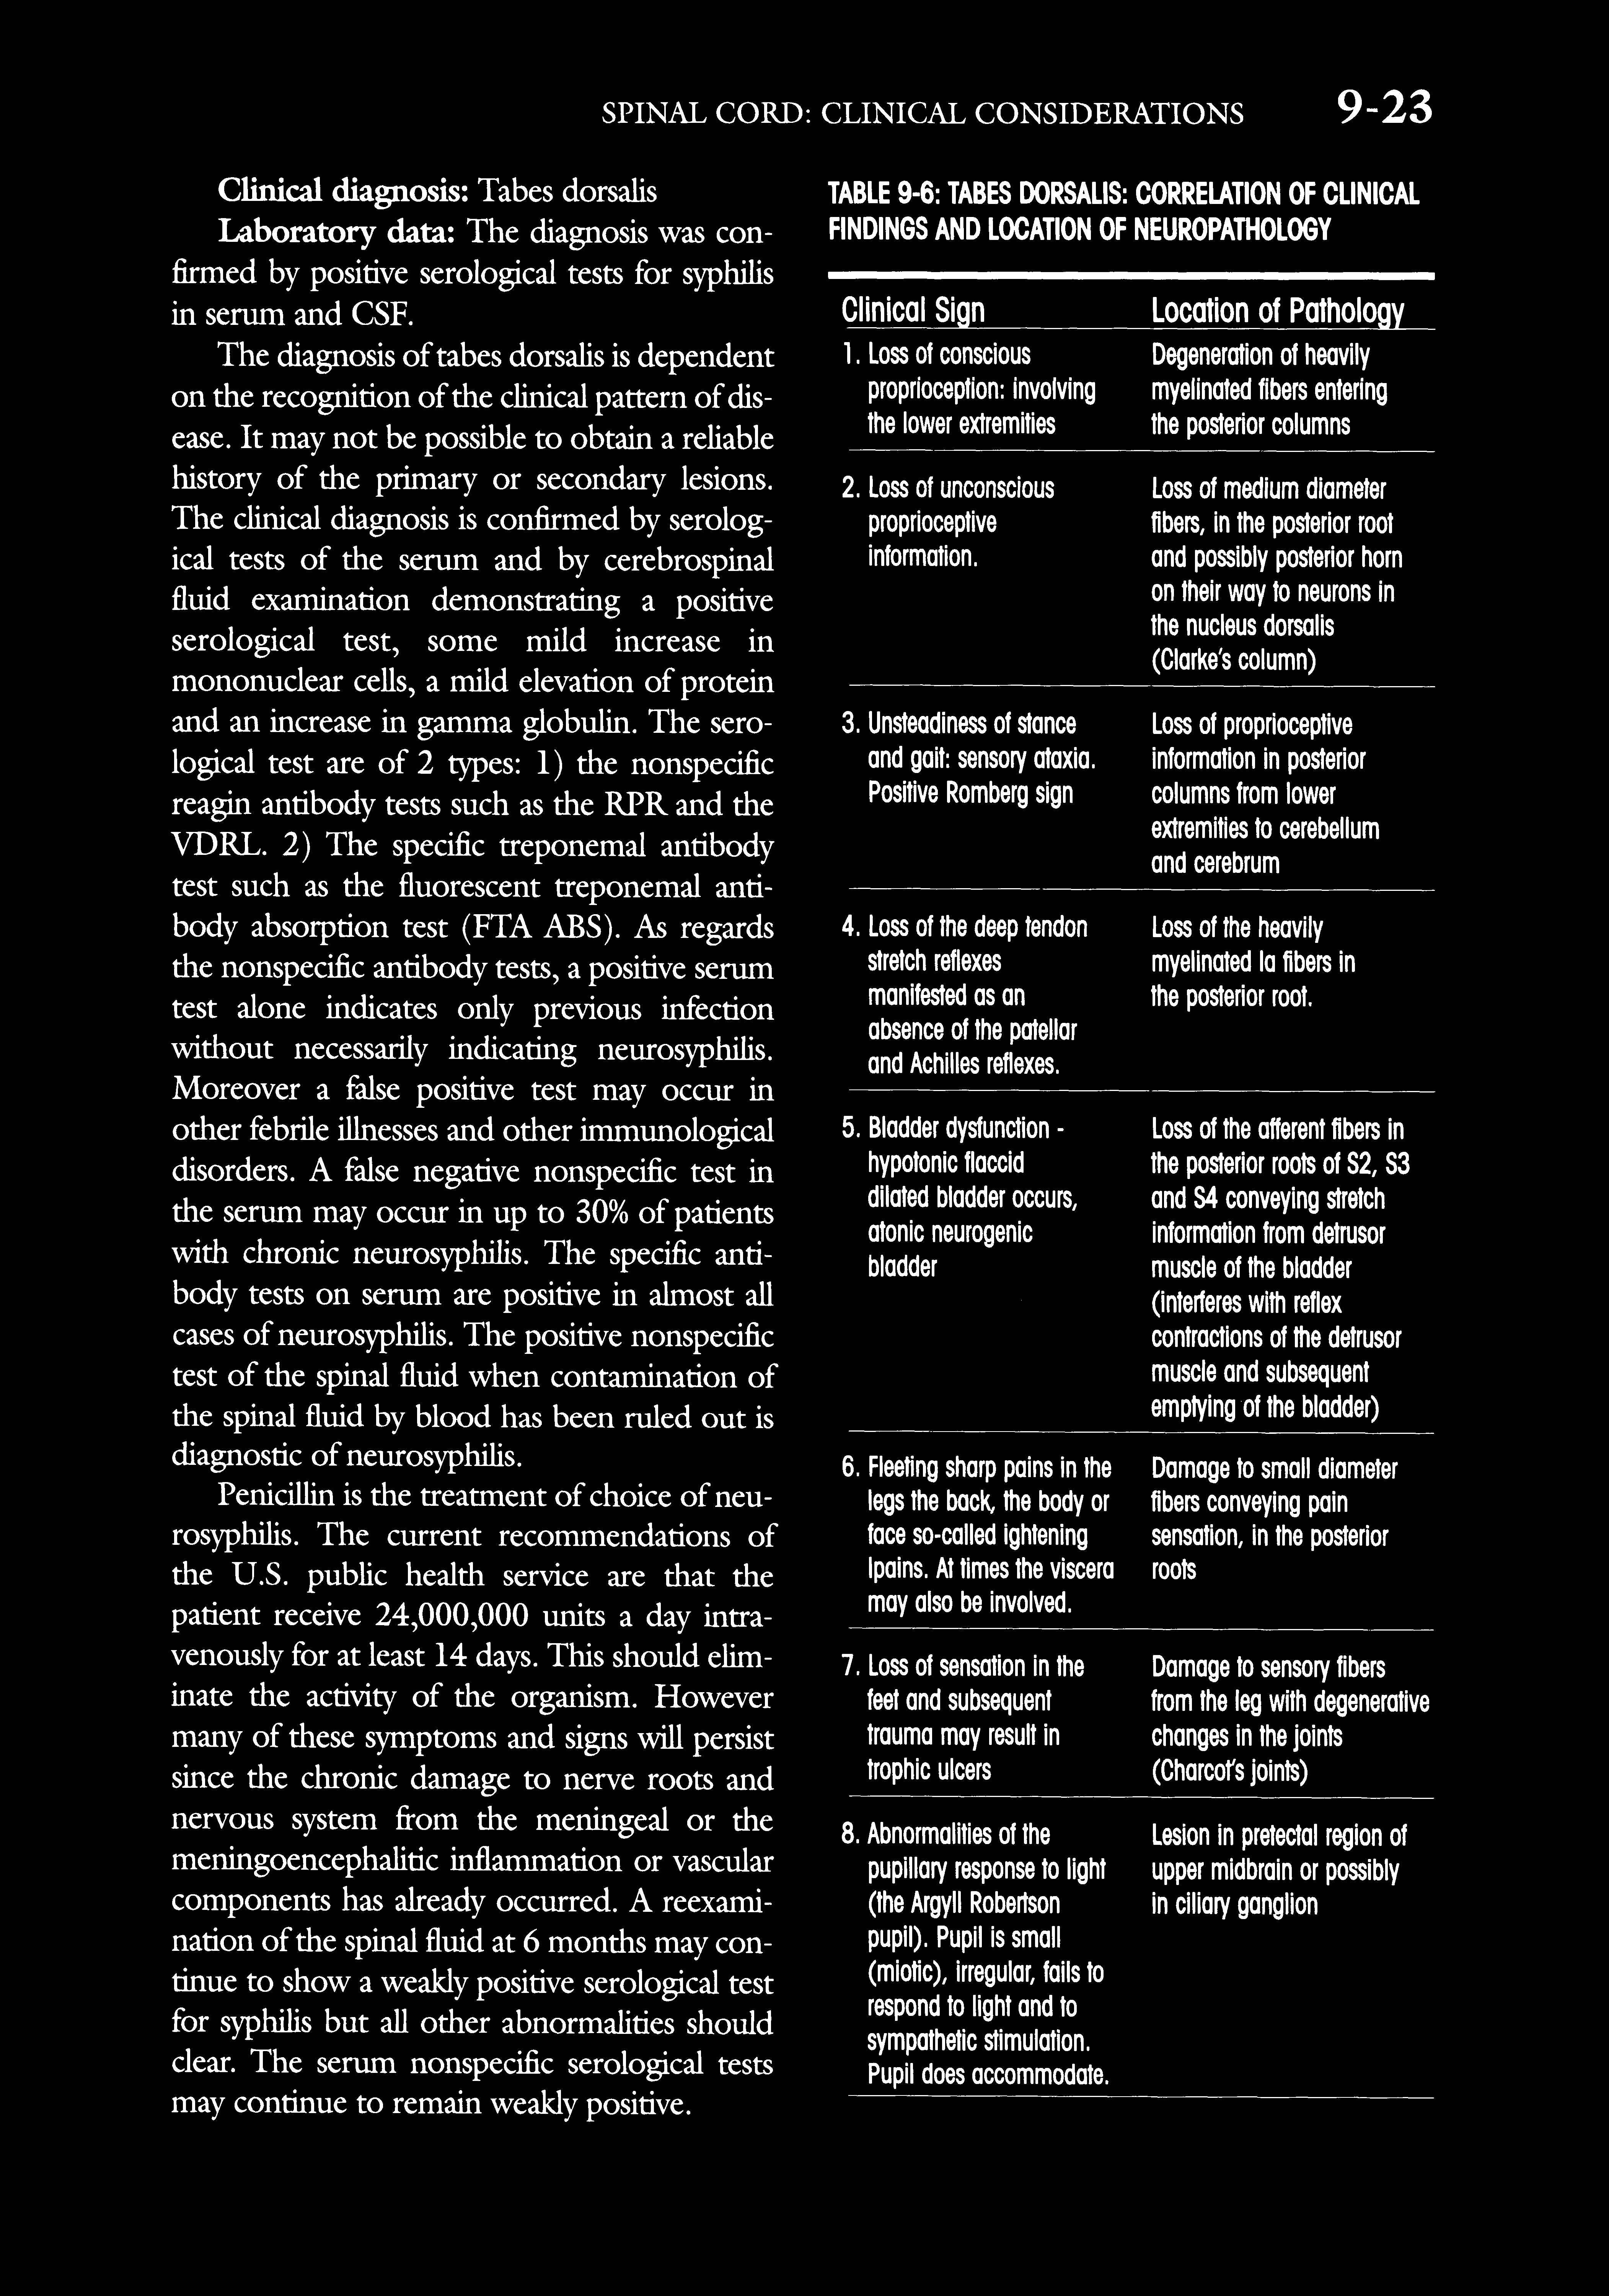 SPINAL CORD: CLINICAL CONSIDERATIONS 9-23
Clinical diagnosis: Tabes dorsalis
Laboratory data: The diagnosis was con-
firmed by positive serological tests for syphilis
in serum and CSF.
The diagnosis of tabes dorsalis is dependent
on the recognition of the clinical pattern of dis-
ease. It may not be possible to obtain a reliable
history of the primary or secondary lesions.
The clinical diagnosis is confirmed by serolog-
ical tests of the serum and by cerebrospinal
fluid examination demonstrating a positive
serological test, some mild increase in
mononuclear cells, a mild elevation of protein
and an increase in gamma globulin. The sero-
logical test are of 2 types: 1) the nonspecific
reagin antibody tests such as the RPR and the
VDRL. 2) The specific treponemal antibody
test such as the fluorescent treponemal anti-
body absorption test (FTA ABS). As regards
the nonspecific antibody tests, a positive serum
test alone indicates only previous infection
without necessarily indicating neurosyphilis.
Moreover a false positive test may occur in
other febrile illnesses and other immunological
disorders. A false negative nonspecific test in
the serum may occur in up to 30% of patients
with chronic neurosyphilis. The specific anti-
body tests on serum are positive in almost all
cases of neurosyphilis. The positive nonspecific
test of the spinal fluid when contamination of
the spinal fluid by blood has been ruled out is
diagnostic of neurosyphilis.
Penicillin is the treatment of choice of neu-
rosyphilis. The current recommendations of
the U.S. public health service are that the
patient receive 24,000,000 units a day intra-
venously for at least 14 days. This should elim-
inate the activity of the organism. However
many of these symptoms and signs will persist
since the chronic damage to nerve roots and
nervous system from the meningeal or the
meningoencephalitic inflammation or vascular
components has already occurred. A reexami-
nation of the spinal fluid at 6 months may con-
tinue to show a weakly positive serological test
for syphilis but all other abnormalities should
clear. The serum nonspecific serological tests
may continue to remain weakly positive.
TABLE 9-6: TABES DORSALIS: CORRELATION OF CLINICAL
FINDINGS AND LOCATION OF NEUROPATHOLOGY
Clinical Sign Location of Pathology
1. Loss of conscious Degeneration of heavily
proprioception: involving myelinated fibers entering
the lower extremities the posterior columns
2. Loss of unconscious Loss of medium diameter
proprioceptive fibers, in the posterior root
information. and possibly posterior horn
on their way to neurons in
the nucleus dorsalis
(Clarke's column)
3. Unsteadiness of stance Loss of proprioceptive
and gait: sensory ataxia. information in posterior
Positive Romberg sign columns from lower
extremities to cerebellum
and cerebrum
4. Loss of the deep tendon Loss of the heavily
stretch reflexes myelinated Ia fibers in
manifested as an the posterior root.
absence of the patellar
and Achilles reflexes.
5. Bladder dysfunction - Loss of the afferent fibers in
hypotonic flaccid the posterior roots of S2, S3
dilated bladder occurs, and S4 conveying stretch
atonic neurogenic information from detrusor
bladder muscle of the bladder
(interferes with reflex
contractions of the detrusor
muscle and subsequent
emptying of the bladder)
6. Fleeting sharp pains in the Damage to small diameter
legs the back, the body or fibers conveying pain
face so-called ightening sensation, in the posterior
lpains. At times the viscera roots
may also be involved.
7. Loss of sensation in the Damage to sensory fibers
feet and subsequent from the leg with degenerative
trauma may result in changes in the joints
trophic ulcers (Charcot's joints)
8. Abnormalities of the Lesion in pretectal region of
pupillary response to light upper midbrain or possibly
(the Argyll Robertson in ciliary ganglion
pupil). Pupil is small
(miotic), irregular, fails to
respond to light and to
sympathetic stimulation.
Pupil does accommodate.